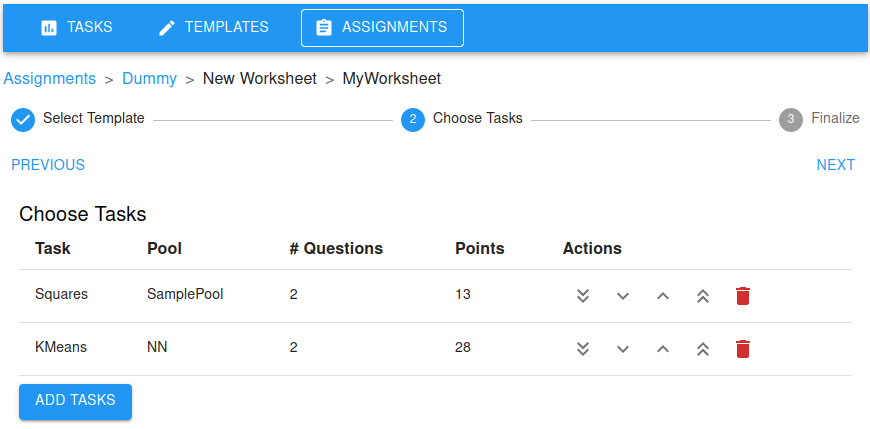 TASKS TEMPLATES ASSIGNMENTS
Assignments > Dummy > New Worksheet > MyWorksheet
Select Template 2 Choose Tasks 3 Finalize
PREVIOUS NEXT
Choose Tasks
Task Pool # Questions Points Actions
Squares SamplePool 2 13
KMeans NN 2 28
ADD TASKS